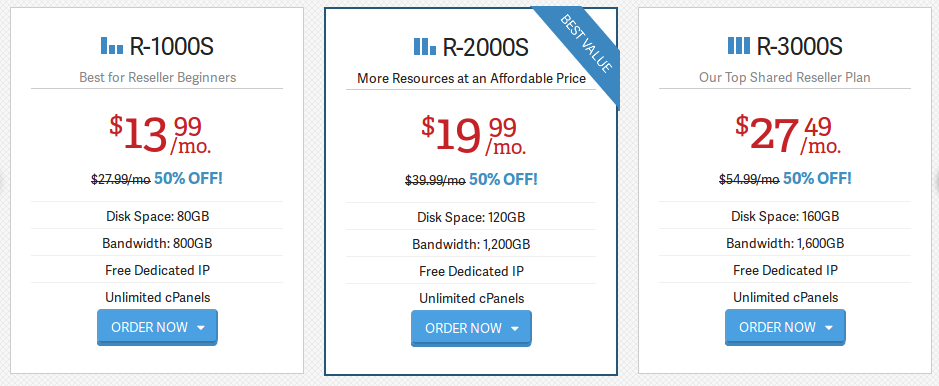 R-1000S
Best for Reseller Beginners
$13 99 /mo.
$27.99/mo 50% OFF!
Disk Space: 80GB
Bandwidth: 800GB
Free Dedicated IP
Unlimited cPanels
ORDER NOW
BEST VALUE
R-2000S
More Resources at an Affordable Price
$19 99 /mo.
$39.99/mo 50% OFF!
Disk Space: 120GB
Bandwidth: 1,200GB
Free Dedicated IP
Unlimited cPanels
ORDER NOW
R-3000S
Our Top Shared Reseller Plan
$27 49 /mo.
$54.99/mo 50% OFF!
Disk Space: 160GB
Bandwidth: 1,600GB
Free Dedicated IP
Unlimited cPanels
ORDER NOW